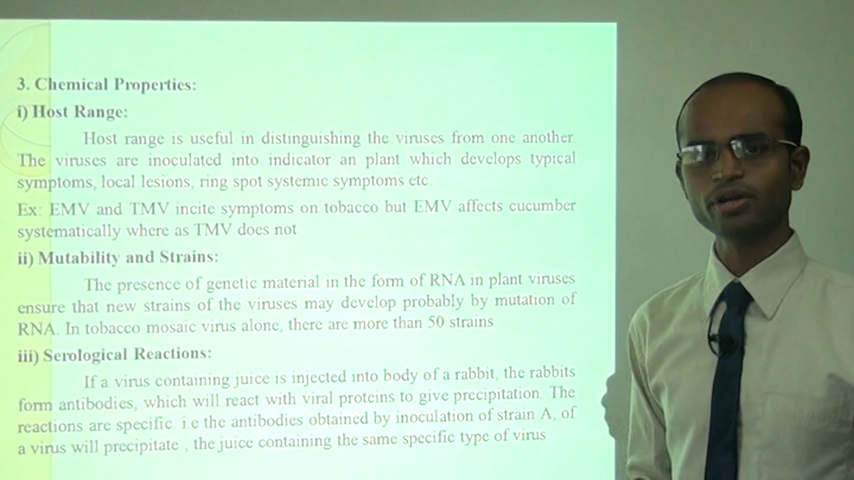 3. Chemical Properties:
i) Host Range:
Host range is useful in distinguishing the viruses from one another.
The viruses are inoculated into indicator an plant which develops typical
symptoms, local lesions, ring spot systemic symptoms etc.
Ex: EMV and TMV incite symptoms on tobacco but EMV affects cucumber
systematically where as TMV does not.
ii) Mutability and Strains:
The presence of genetic material in the form of RNA in plant viruses
ensure that new strains of the viruses may develop probably by mutation of
RNA. In tobacco mosaic virus alone, there are more than 50 strains
iii) Serological Reactions:
If a virus containing juice is injected into body of a rabbit, the rabbits
form antibodies, which will react with viral proteins to give precipitation. The
reactions are specific. i.e the antibodies obtained by inoculation of strain A, of
a virus will precipitate , the juice containing the same specific type of virus